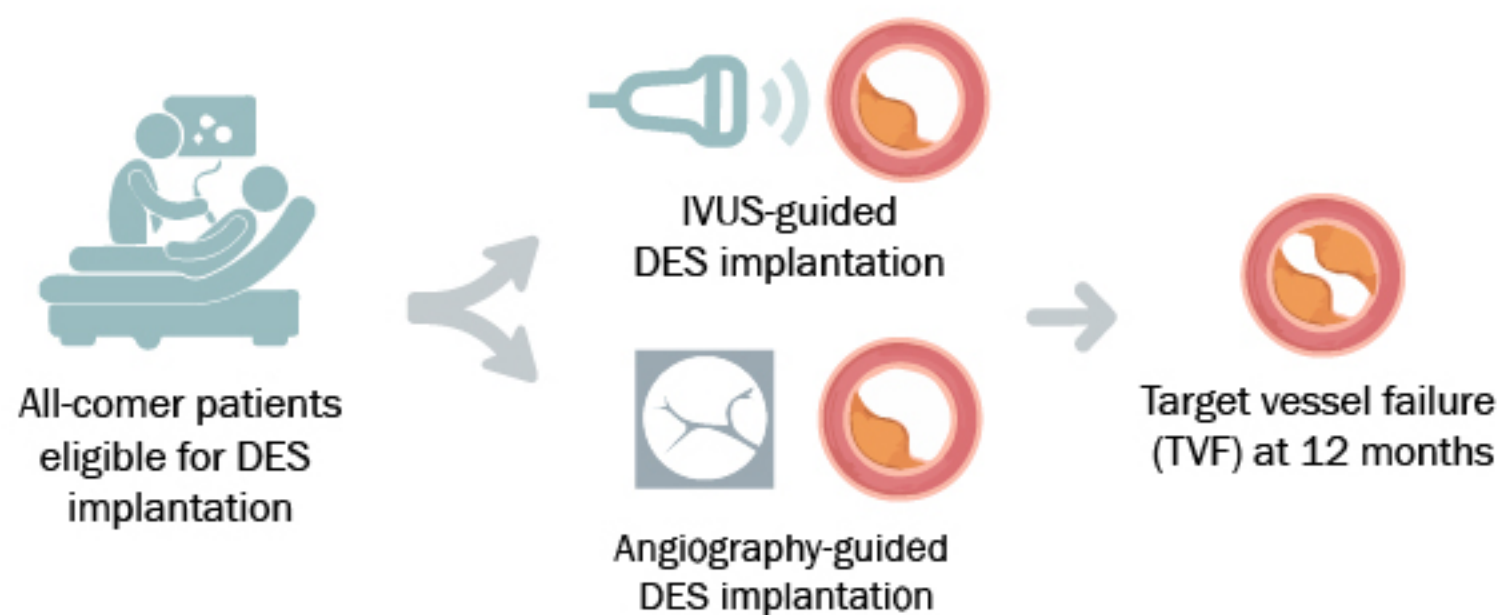 All-comer patients
eligible for DES
implantation
IVUS-guided
DES implantation
Angiography-guided
DES implantation
Target vessel failure
(TVF) at 12 months